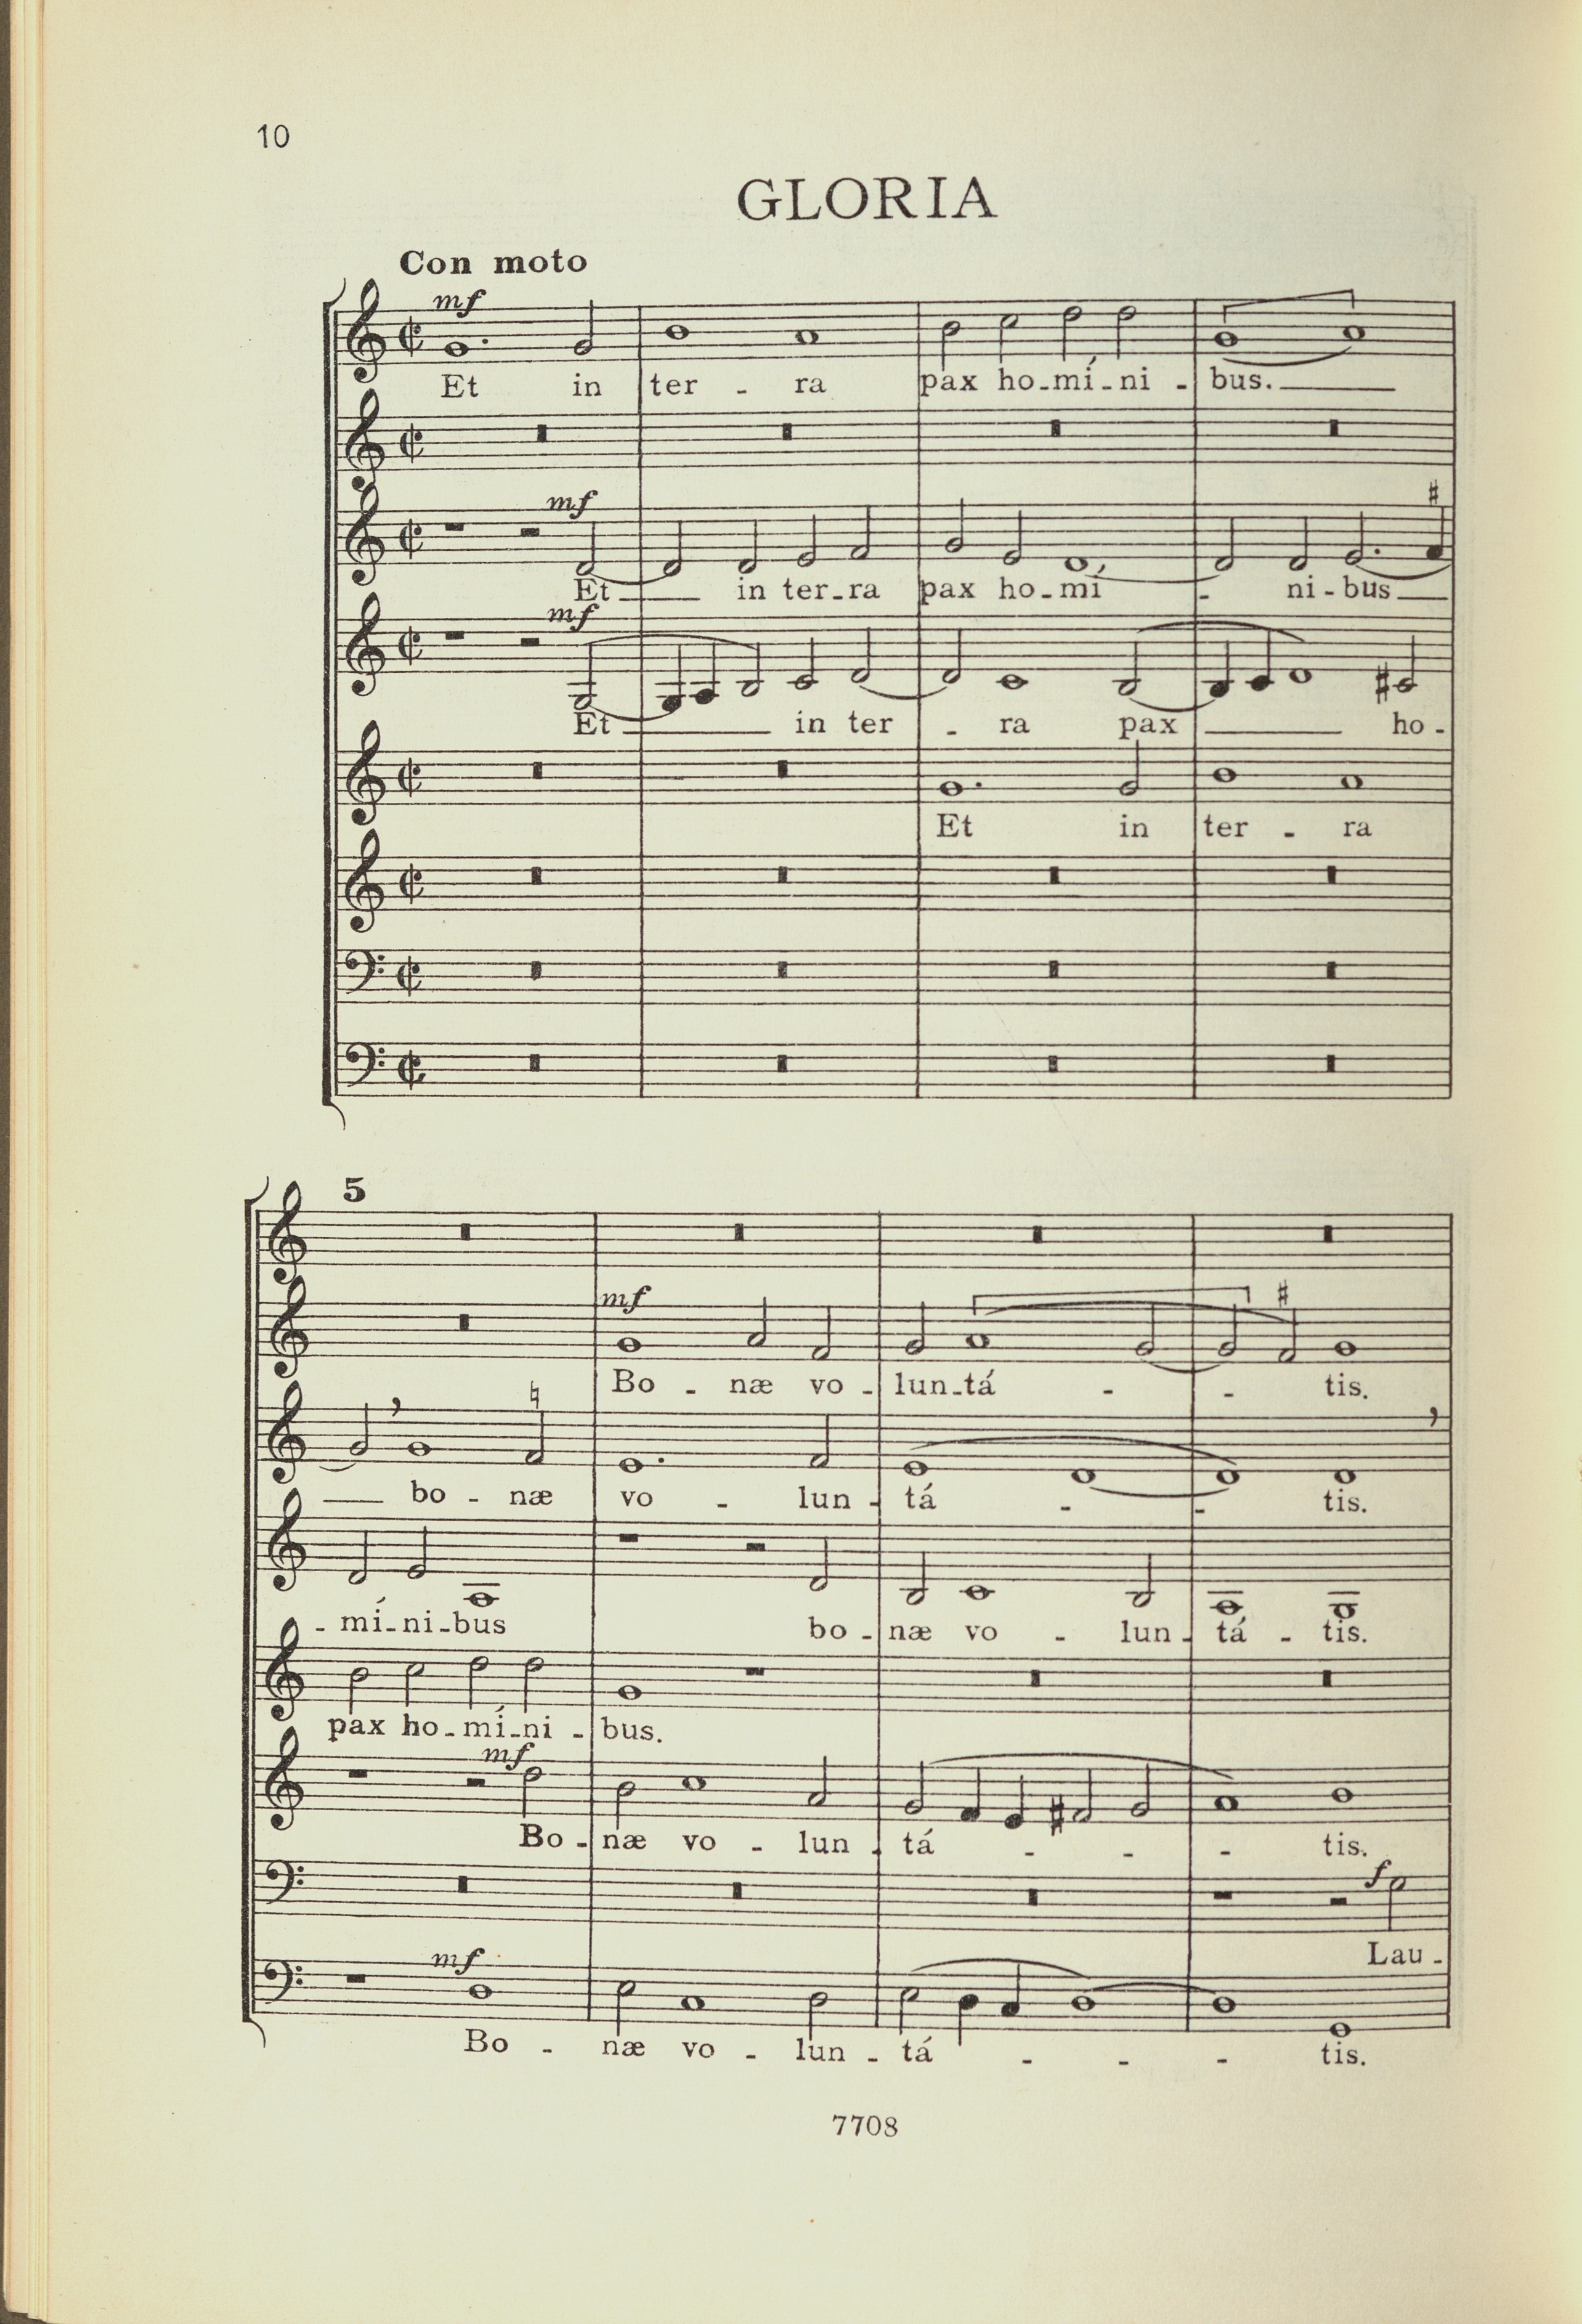 10
GLORIA
Con moto
mf
Et in ter - ra pax ho-mí-ni - bus.
mf
Et in ter-ra pax ho-mí - ni-bus
mf
Et in ter - ra pax ho-
Et in ter - ra
5
mf
Bo - næ vo - lun-tá - - tis.
bo - næ vo - lun - tá - - tis.
- mí-ni-bus bo - næ vo - lun - tá - tis.
pax ho-mí-ni - bus.
mf
Bo - næ vo - lun - tá - - - tis.
f
Lau -
mf
Bo - næ vo - lun - tá - - - tis.
7708